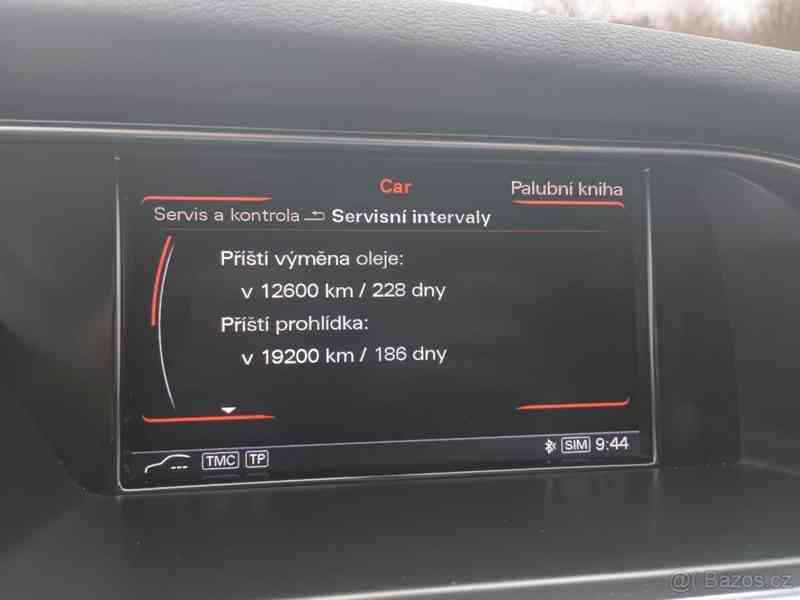 Car
Palubní kniha
Servis a kontrola Servisní intervaly
Příští výměna oleje:
v 12600 km / 228 dny
Příští prohlídka:
v 19200 km / 186 dny
TMC TP SIM 9:44
@| Bazos.cz